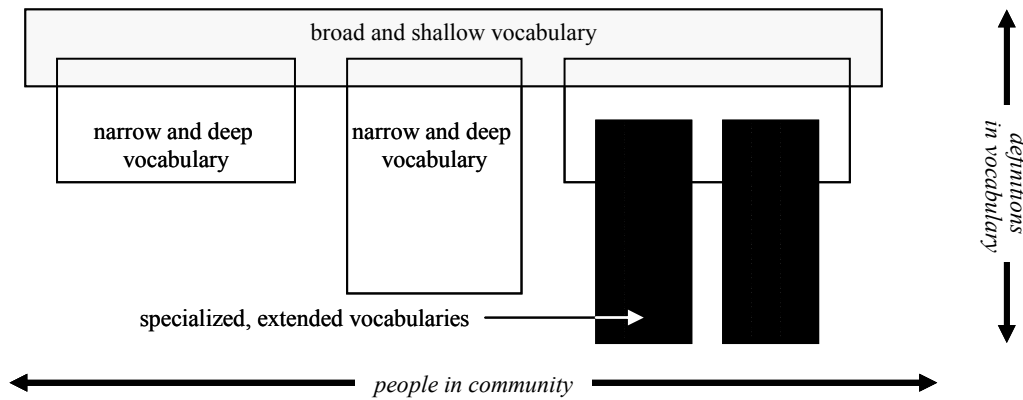 broad and shallow vocabulary
narrow and deep
vocabulary
narrow and deep
vocabulary
definitions
in vocabulary
specialized, extended vocabularies
people in community